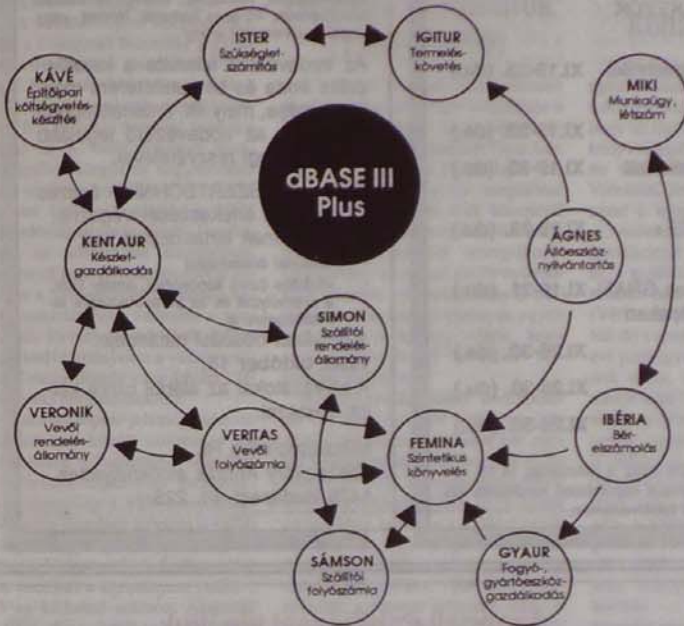 ISTER
Szükséglet-
számítás
IGITUR
Termelés-
követés
KÁVÉ
Építőipari
költségvetés-
készítés
MIKI
Munkaügy,
létszám
dBASE III
Plus
KENTAUR
Készlet-
gazdálkodás
ÁGNES
Állóeszköz-
nyilvántartás
SIMON
Szállítói
rendelés-
állomány
VERONIK
Vevői
rendelés-
állomány
VERITAS
Vevői
folyószámla
FEMINA
Szintetikus
könyvelés
IBÉRIA
Bér-
elszámolás
SÁMSON
Szállítói
folyószámla
GYAUR
Fogyó-,
gyártóeszköz-
gazdálkodás